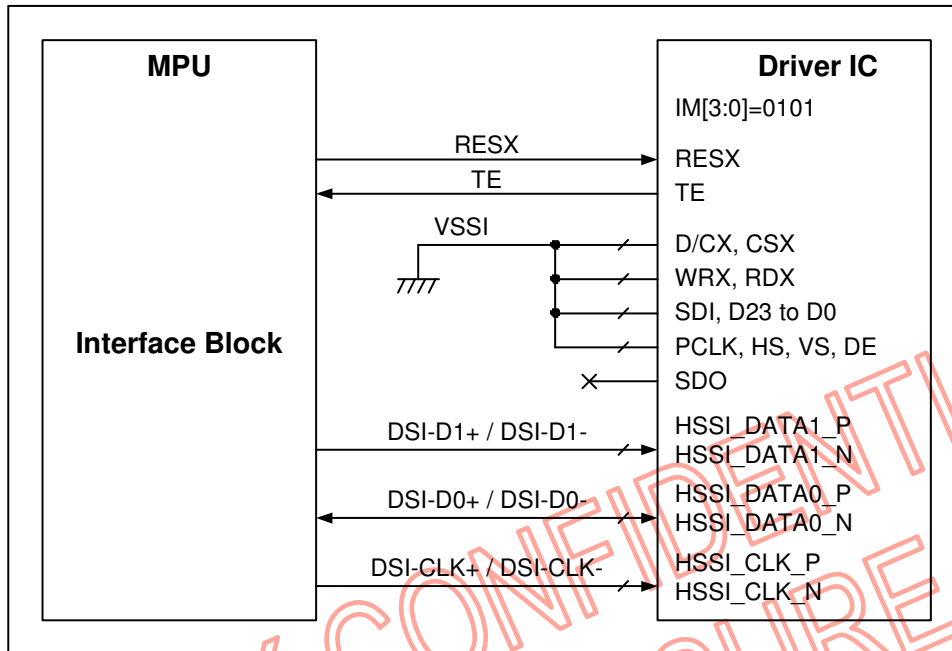 MPU
Driver IC
IM[3:0]=0101
RESX
RESX
TE
TE
VSSI
D/CX, CSX
WRX, RDX
SDI, D23 to D0
Interface Block
PCLK, HS, VS, DE
SDO
DSI-D1+ / DSI-D1-
HSSI_DATA1_P
HSSI_DATA1_N
DSI-D0+ / DSI-D0-
HSSI_DATA0_P
HSSI_DATA0_N
DSI-CLK+ / DSI-CLK-
HSSI_CLK_P
HSSI_CLK_N
CONFIDENTI